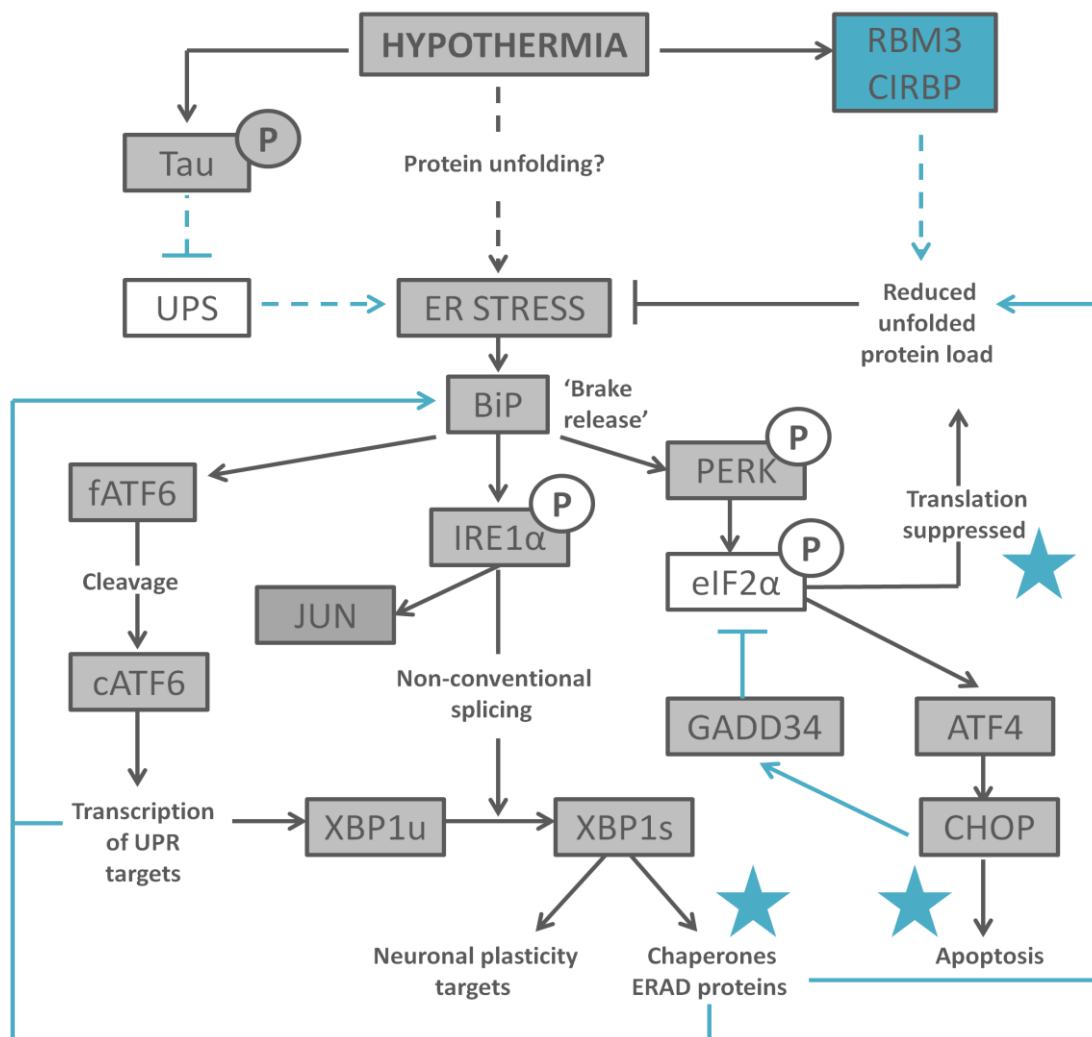 HYPOTHERMIA
RBM3
CIRBP
P
Tau
Protein unfolding?
UPS
ER STRESS
Reduced
unfolded
protein load
BiP
‘Brake
release’
P
PERK
fATF6
P
IRE1α
Translation
suppressed
P
eIF2α
Cleavage
JUN
cATF6
Non-conventional
splicing
GADD34
ATF4
Transcription
of UPR
targets
XBP1u
XBP1s
CHOP
Neuronal plasticity
targets
Chaperones
ERAD proteins
Apoptosis